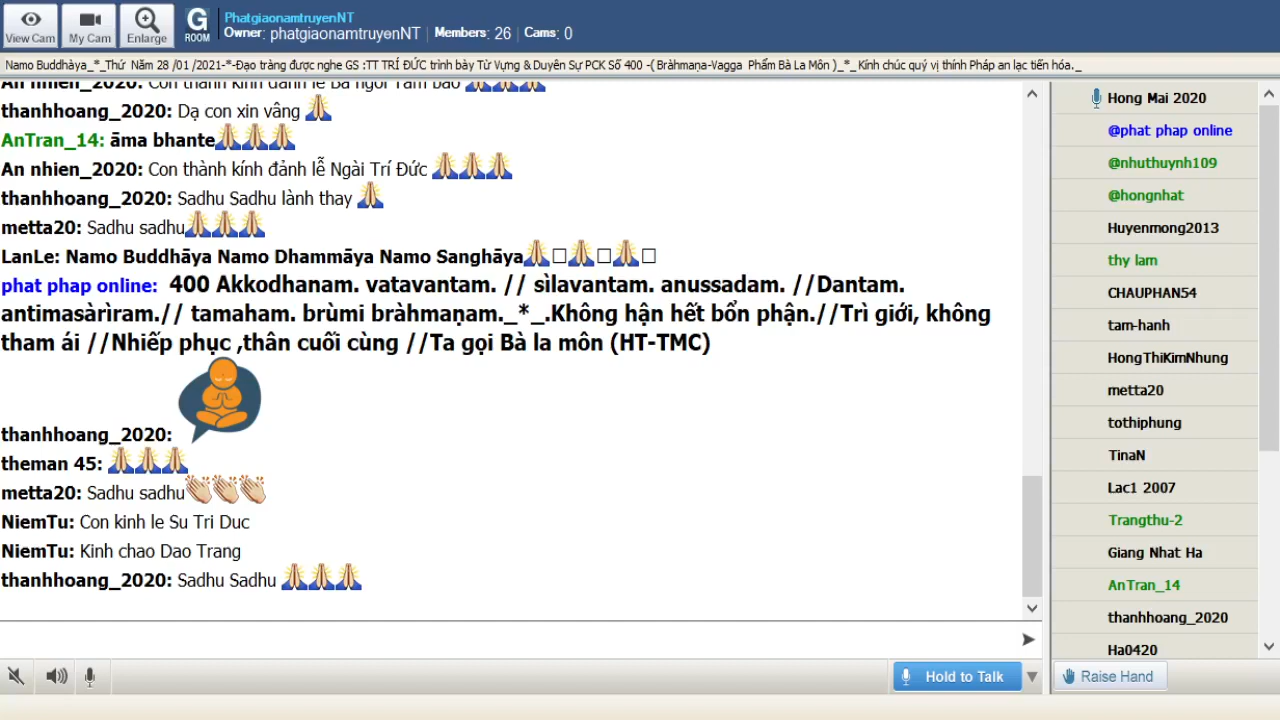 View Cam
My Cam
Enlarge
G
ROOM
PhatgiaonamtruyenNT
Owner: phatgiaonamtruyenNT | Members: 26 | Cams: 0
Namo Buddhàya_*_Thứ Năm 28 /01 /2021-*-Đạo tràng được nghe GS :TT TRÍ ĐỨC trình bày Từ Vựng & Duyên Sự PCK Số 400 -( Bràhmaṇa-Vagga Phẩm Bà La Môn )_*_ Kính chúc quý vị thính Pháp an lạc tiến hóa._
An nhien_2020: Con thành kính đảnh lễ Ba ngôi Tam bảo 🙏🙏🙏
thanhhoang_2020: Dạ con xin vâng 🙏
AnTran_14: āma bhante🙏🙏🙏
An nhien_2020: Con thành kính đảnh lễ Ngài Trí Đức 🙏🙏🙏
thanhhoang_2020: Sadhu Sadhu lành thay 🙏
metta20: Sadhu sadhu🙏🙏🙏
LanLe: Namo Buddhāya Namo Dhammāya Namo Sanghāya🙏□🙏□🙏□
phat phap online: 400 Akkodhanam. vatavantam. // sìlavantam. anussadam. //Dantam.
antimasàrìram.// tamaham. brùmi bràhmaṇam._*_.Không hận hết bổn phận.//Trì giới, không
tham ái //Nhiếp phục ,thân cuối cùng //Ta gọi Bà la môn (HT-TMC)
thanhhoang_2020:
theman 45: 🙏🙏🙏
metta20: Sadhu sadhu👏👏👏
NiemTu: Con kinh le Su Tri Duc
NiemTu: Kinh chao Dao Trang
thanhhoang_2020: Sadhu Sadhu 🙏🙏🙏
Hold to Talk
Hong Mai 2020
@phat phap online
@nhuthuynh109
@hongnhat
Huyenmong2013
thy lam
CHAUPHAN54
tam-hanh
HongThiKimNhung
metta20
tothiphung
TinaN
Lac1 2007
Trangthu-2
Giang Nhat Ha
AnTran_14
thanhhoang_2020
Ha0420
Raise Hand